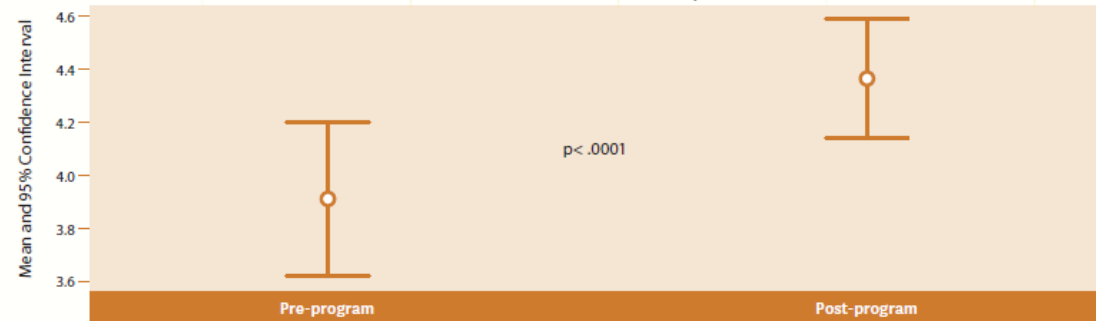 Mean and 95% Confidence Interval
4.6
4.4
4.2
4.0
3.8
3.6
p< .0001
Pre-program
Post-program